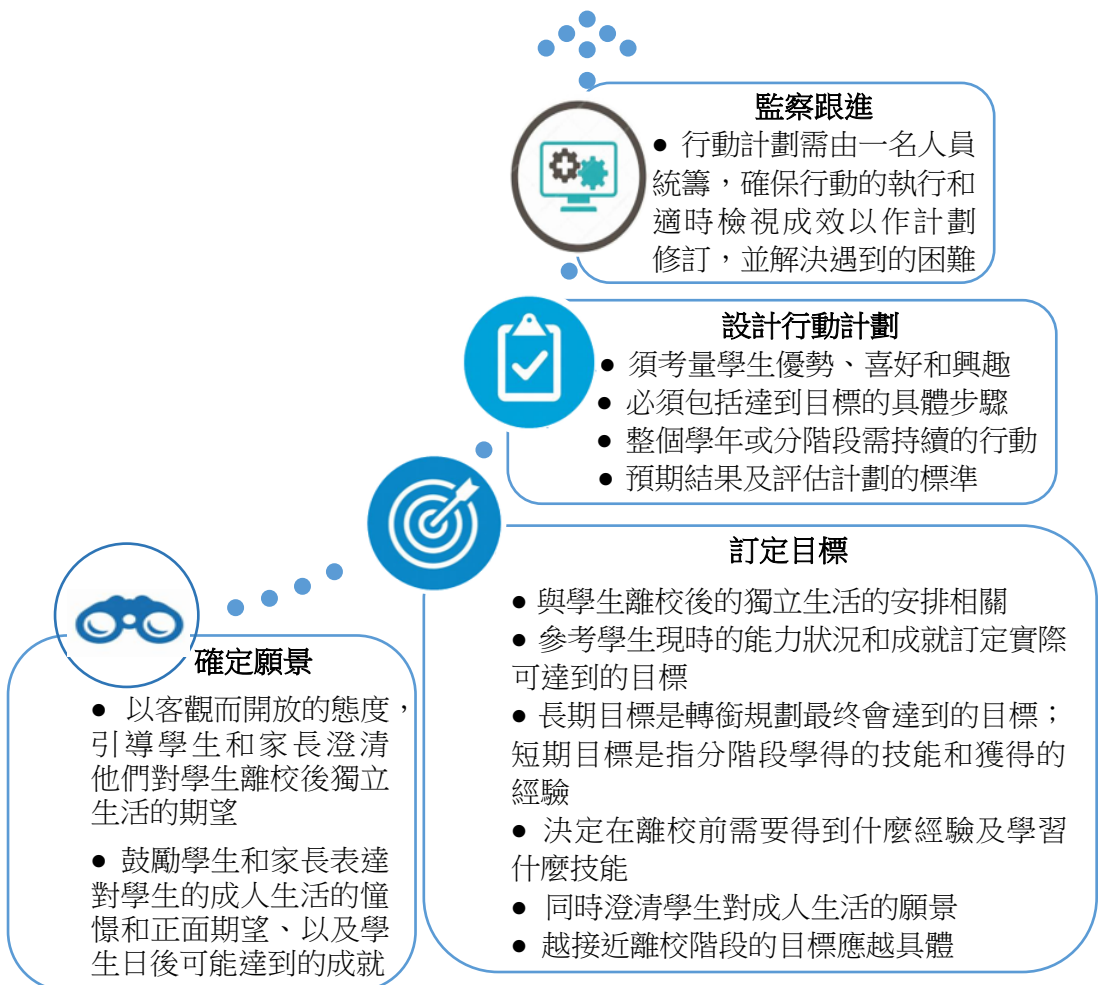 監察跟進
● 行動計劃需由一名人員
統籌，確保行動的執行和
適時檢視成效以作計劃
修訂，並解決遇到的困難
設計行動計劃
● 須考量學生優勢、喜好和興趣
● 必須包括達到目標的具體步驟
● 整個學年或分階段需持續的行動
● 預期結果及評估計劃的標準
訂定目標
● 與學生離校後的獨立生活的安排相關
● 參考學生現時的能力狀況和成就訂定實際
可達到的目標
● 長期目標是轉銜規劃最终會達到的目標；
短期目標是指分階段學得的技能和獲得的
經驗
● 決定在離校前需要得到什麼經驗及學習
什麼技能
● 同時澄清學生對成人生活的願景
● 越接近離校階段的目標應越具體
確定願景
● 以客觀而開放的態度，
引導學生和家長澄清
他們對學生離校後獨立
生活的期望
● 鼓勵學生和家長表達
對學生的成人生活的憧
憬和正面期望、以及學
生日後可能達到的成就